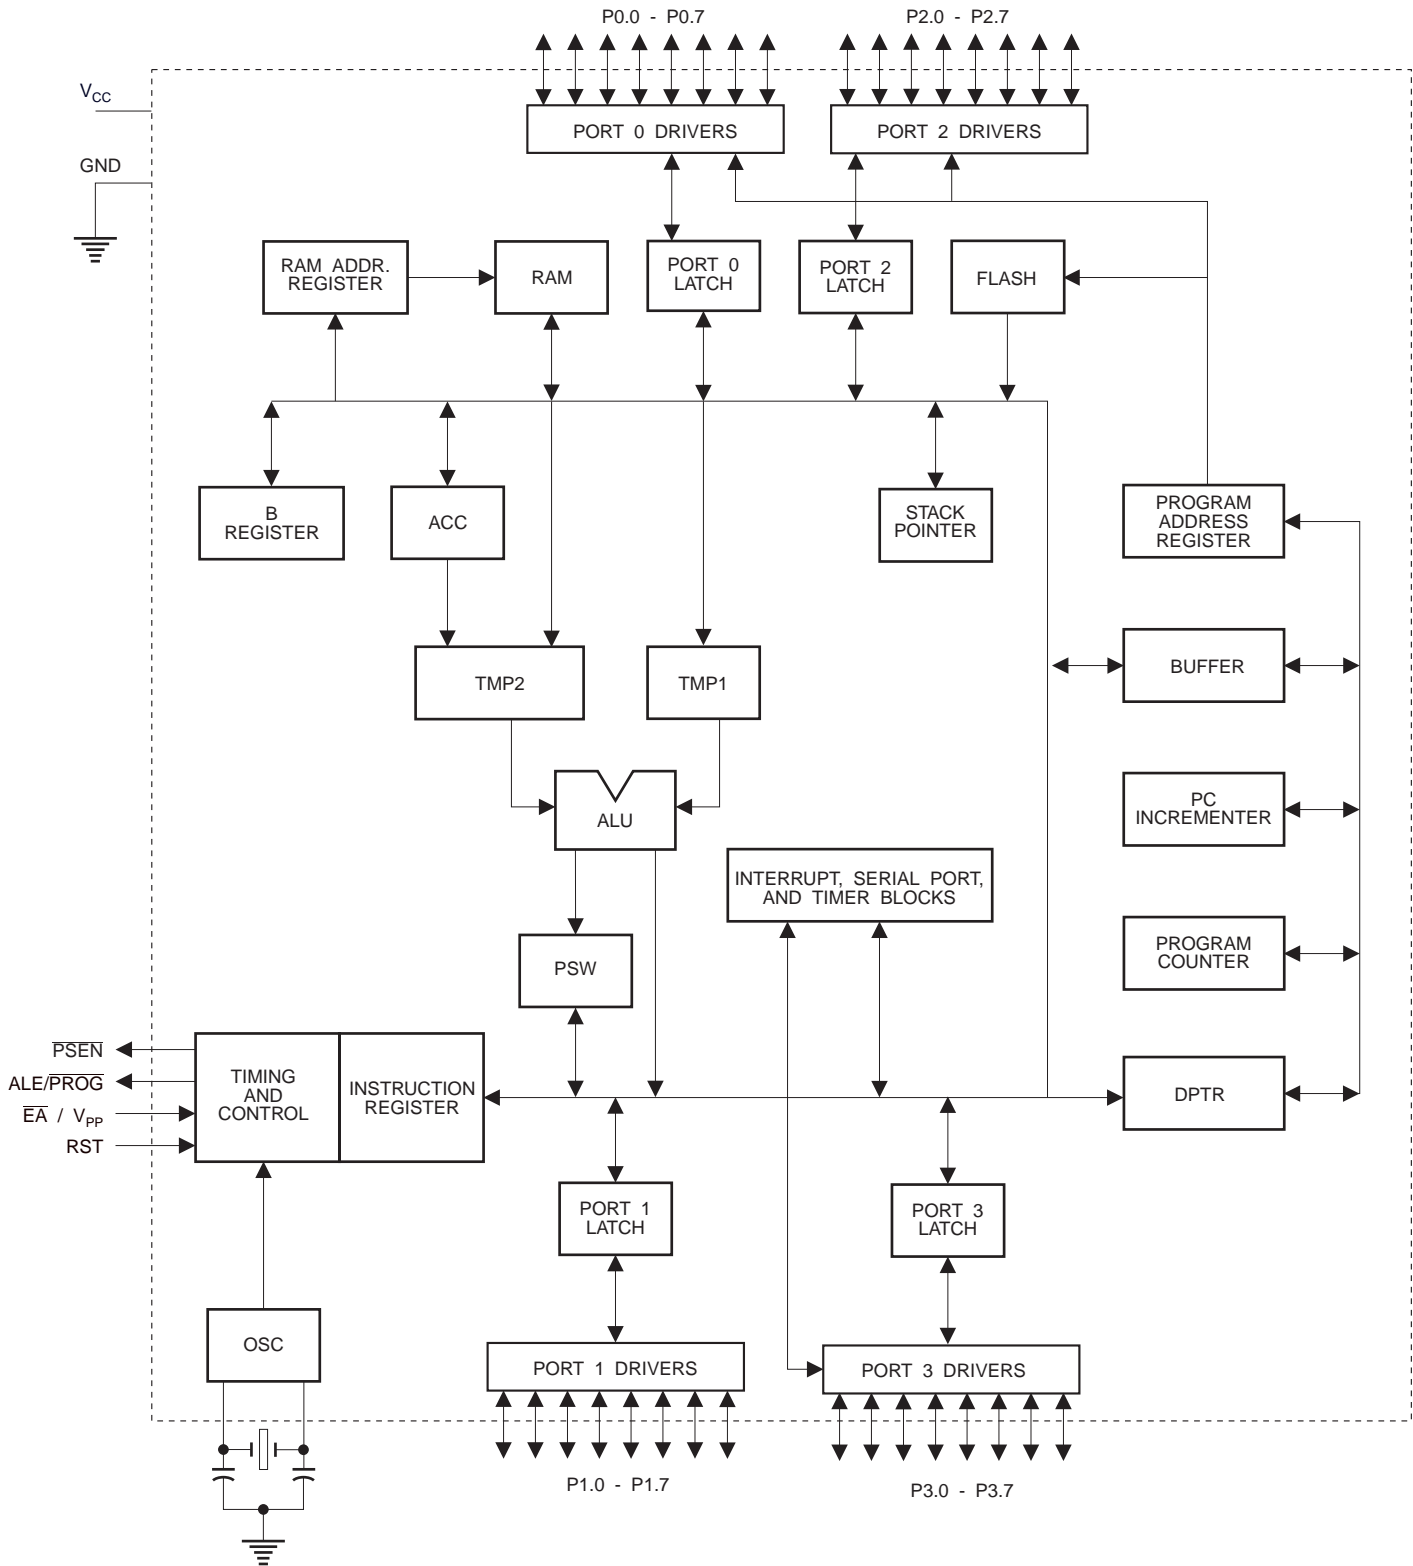 P0.0 - P0.7
P2.0 - P2.7
VCC
PORT 0 DRIVERS
PORT 2 DRIVERS
GND
RAM ADDR.
REGISTER
RAM
PORT 0
LATCH
PORT 2
LATCH
FLASH
B
REGISTER
ACC
STACK
POINTER
PROGRAM
ADDRESS
REGISTER
BUFFER
TMP2
TMP1
PC
INCREMENTER
ALU
INTERRUPT, SERIAL PORT,
AND TIMER BLOCKS
PROGRAM
COUNTER
PSW
PSEN
ALE/PROG
EA / VPP
RST
TIMING
AND
CONTROL
INSTRUCTION
REGISTER
DPTR
PORT 1
LATCH
PORT 3
LATCH
OSC
PORT 1 DRIVERS
PORT 3 DRIVERS
P1.0 - P1.7
P3.0 - P3.7